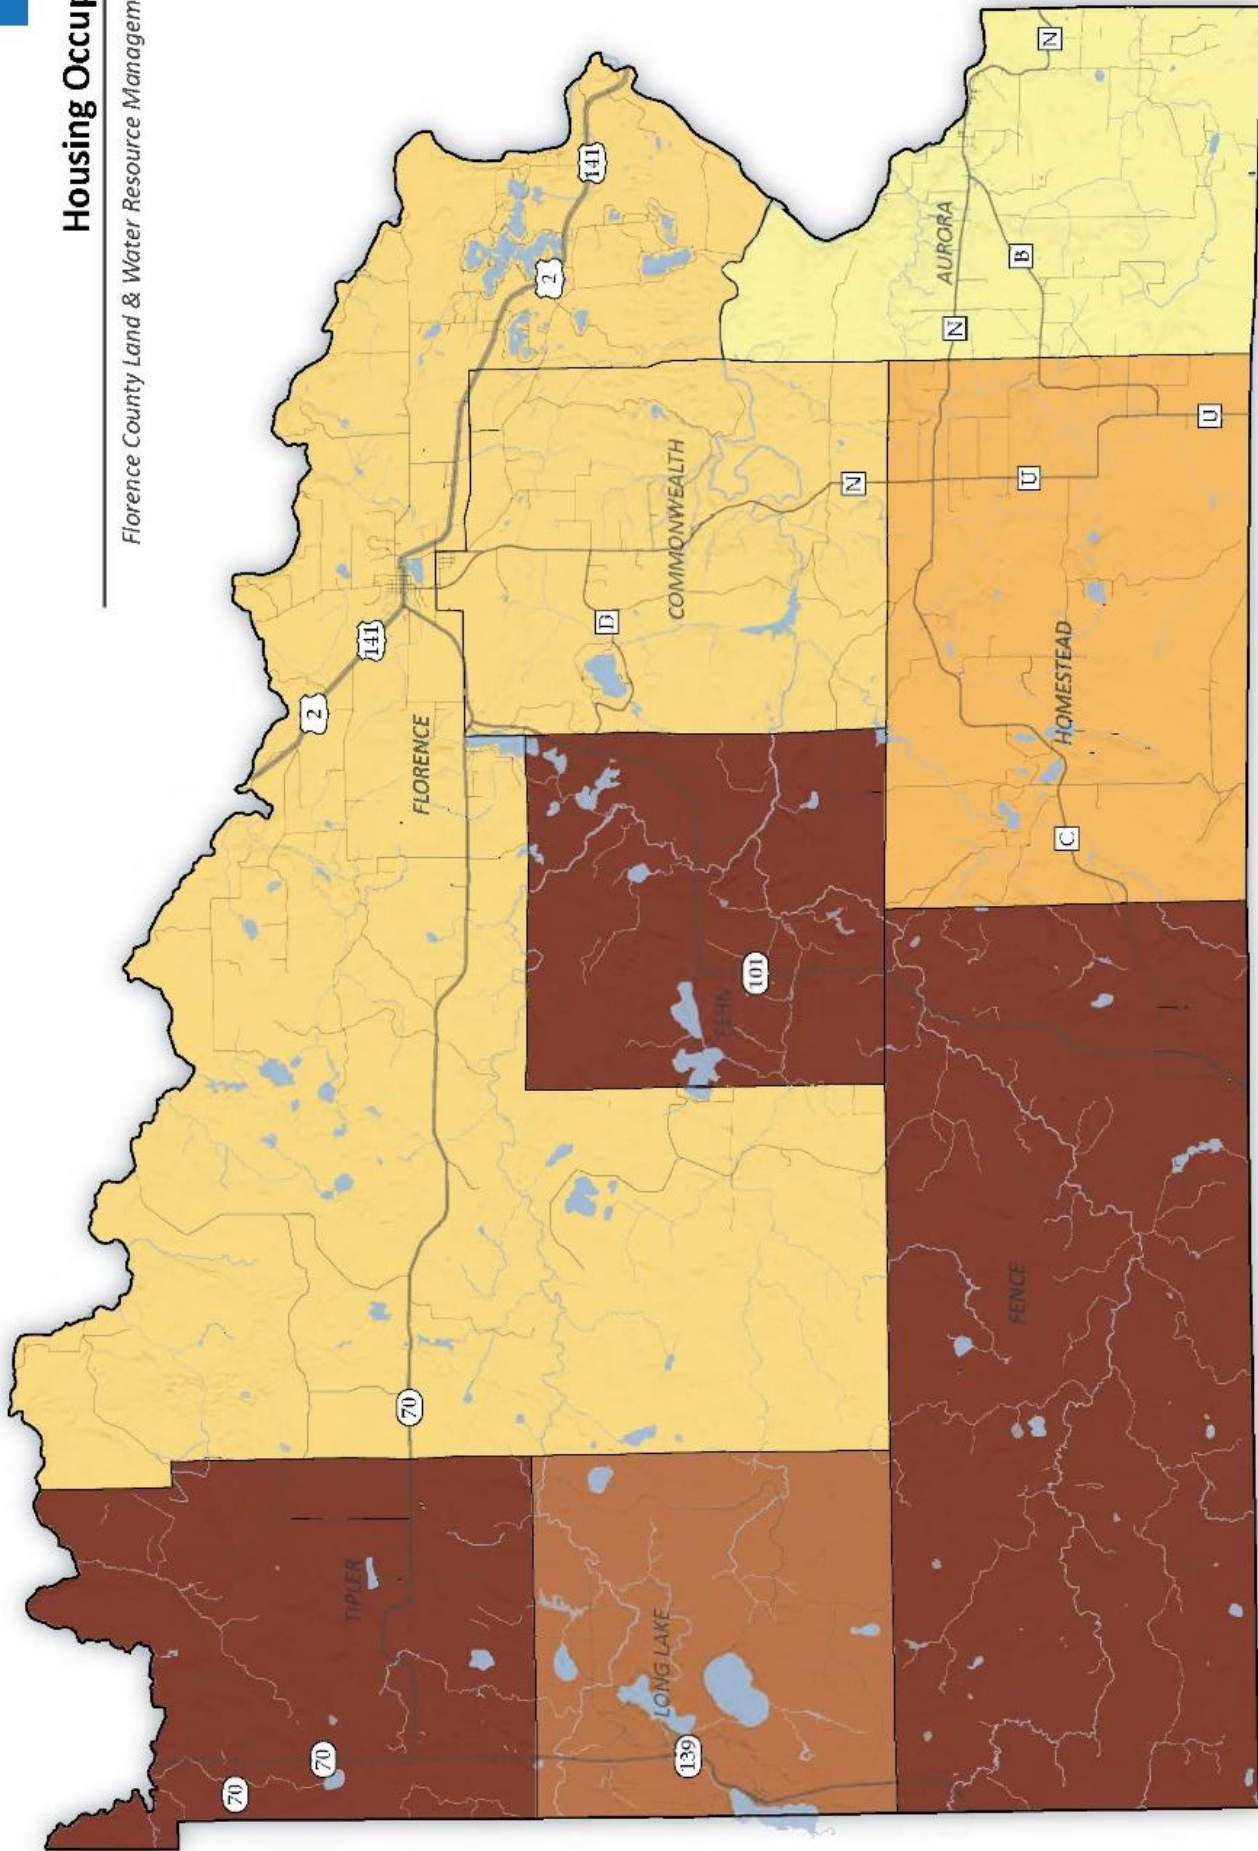 Housing Occup
Florence County Land & Water Resource Managem
70
2
70
TIPLER
141
70
FLORENCE
2
141
D
LONG LAKE
COMMONWEALTH
139
FERN
101
N
AURORA
N
FENCE
B
U
N
HOMESTEAD
C
U